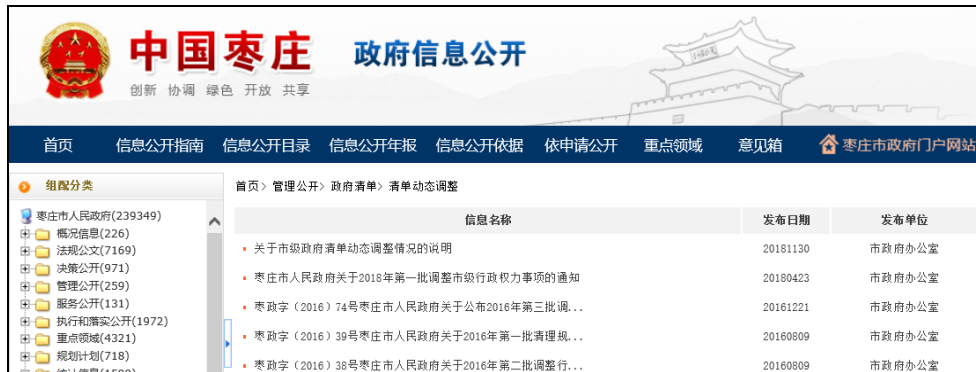 中国枣庄
政府信息公开
创新 协调 绿色 开放 共享
首页 信息公开指南 信息公开目录 信息公开年报 信息公开依据 依申请公开 重点领域 意见箱 枣庄市政府门户网站
组配分类
枣庄市人民政府(239349)
概况信息(226)
法规公文(7169)
决策公开(971)
管理公开(259)
服务公开(131)
执行和落实公开(1972)
重点领域(4321)
规划计划(718)
首页> 管理公开> 政府清单> 清单动态调整
信息名称 发布日期 发布单位
关于市级政府清单动态调整情况的说明 20181130 市政府办公室
枣庄市人民政府关于2018年第一批调整市级行政权力事项的通知 20180423 市政府办公室
枣政字（2016）74号枣庄市人民政府关于公布2016年第三批调... 20161221 市政府办公室
枣政字（2016）39号枣庄市人民政府关于2016年第一批清理规... 20160809 市政府办公室
枣政字（2016）38号枣庄市人民政府关于2016年第二批调整行... 20160809 市政府办公室